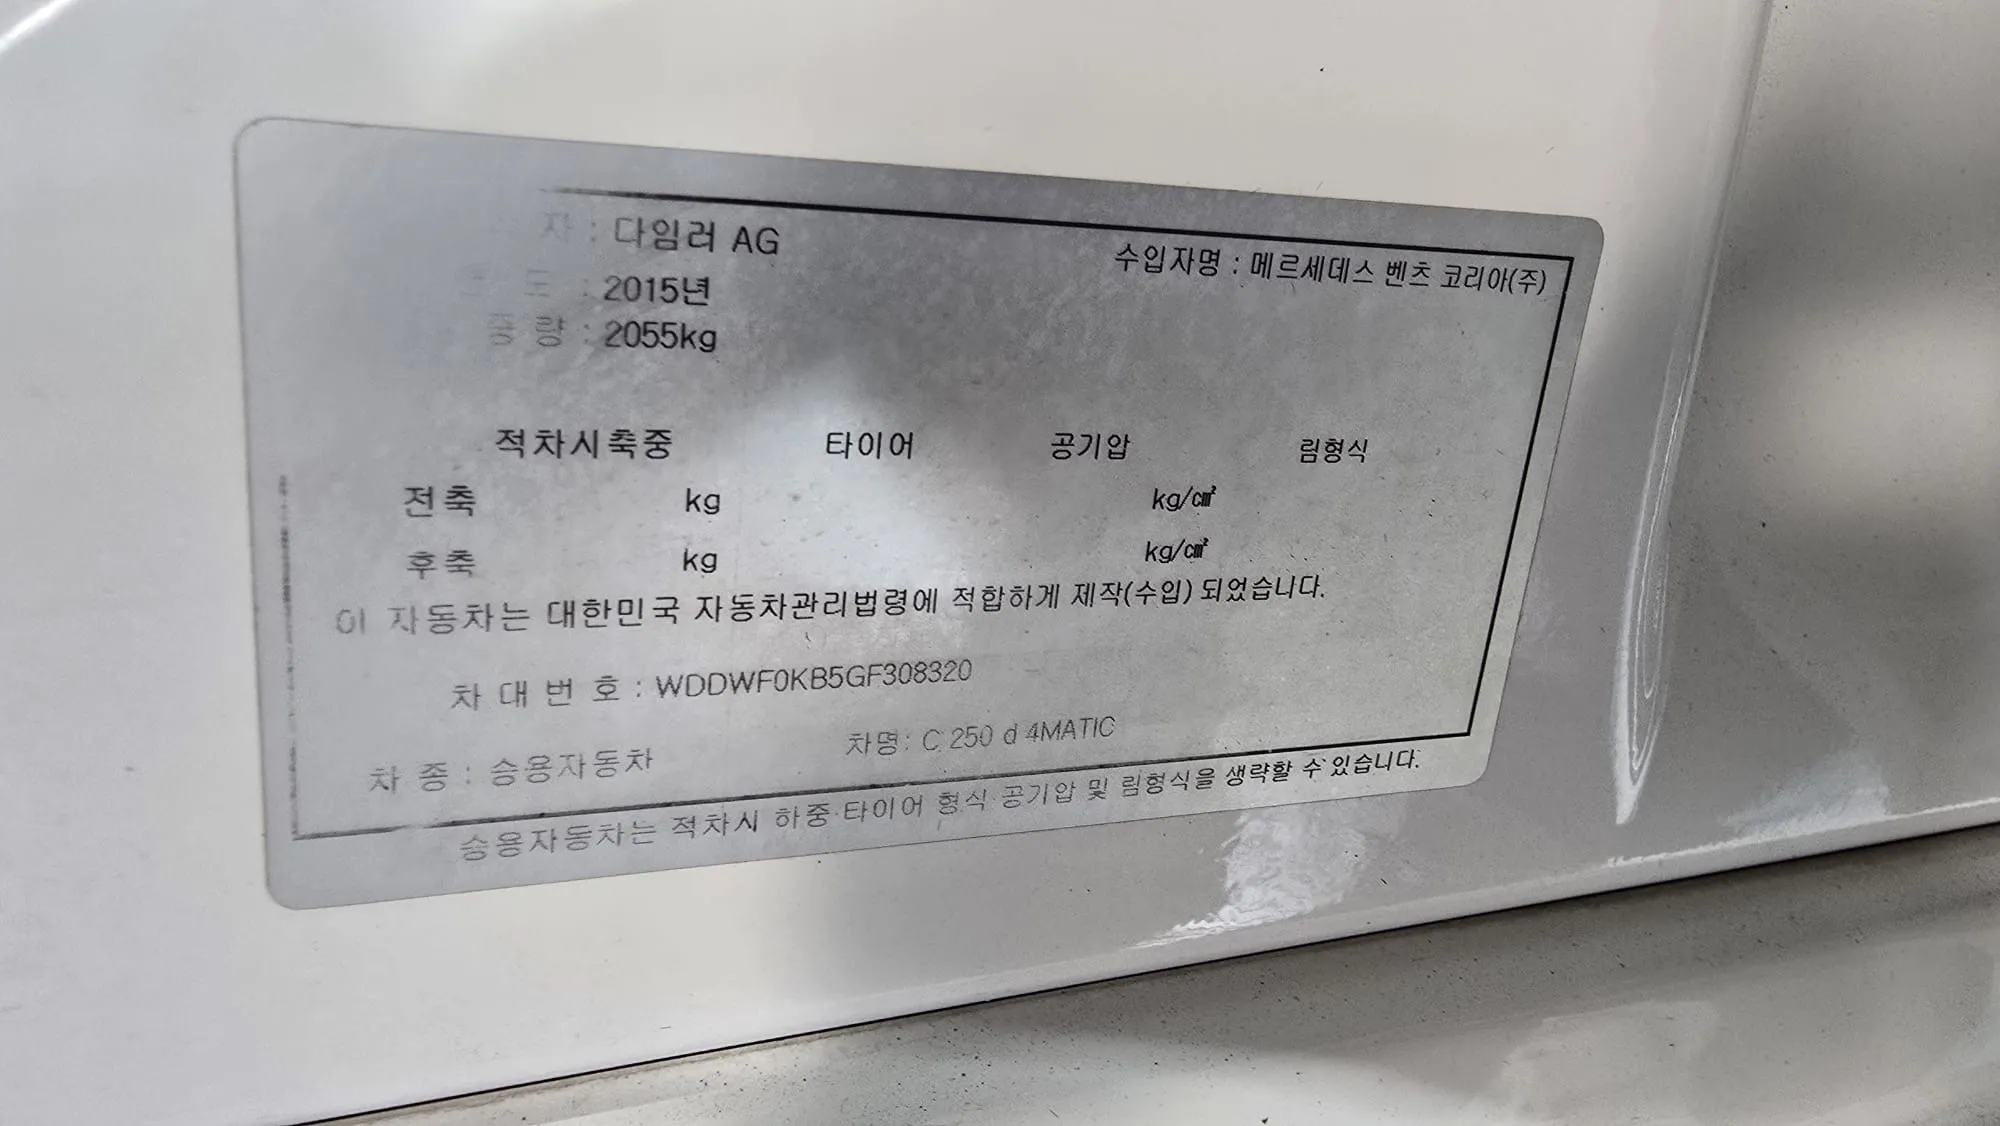 자 : 다임러 AG
수입자명 : 메르세데스 벤츠 코리아(주)
도 : 2015년
중 량 : 2055kg
적차시축중 타이어 공기압 림형식
전축 kg kg/㎠
후축 kg kg/㎠
이 자동차는 대한민국 자동차관리법령에 적합하게 제작(수입) 되었습니다.
차 대 번 호 : WDDWF0KB5GF308320
차 종 : 승용자동차 차명: C 250 d 4MATIC
승용자동차는 적차시 하중·타이어 형식·공기압 및 림형식을 생략할 수 있습니다.